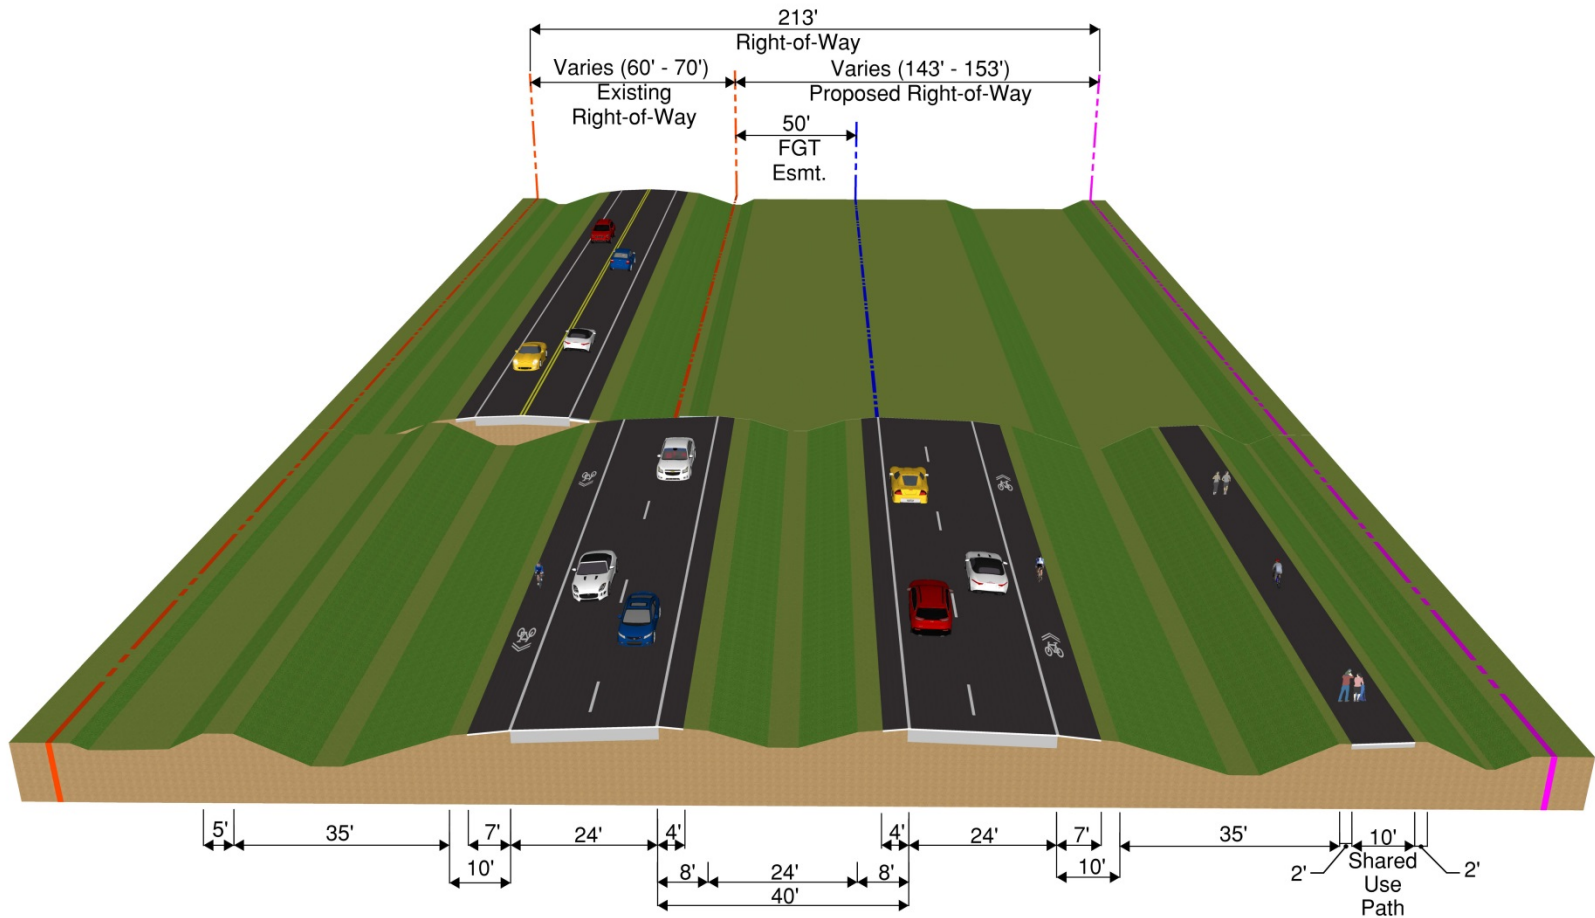 213'
Right-of-Way
Varies (60' - 70')
Existing
Right-of-Way
Varies (143' - 153')
Proposed Right-of-Way
50'
FGT
Esmt.
5'
35'
7'
24'
4'
4'
24'
7'
35'
10'
10'
8'
24'
8'
10'
2'
Shared
Use
Path
2'
40'